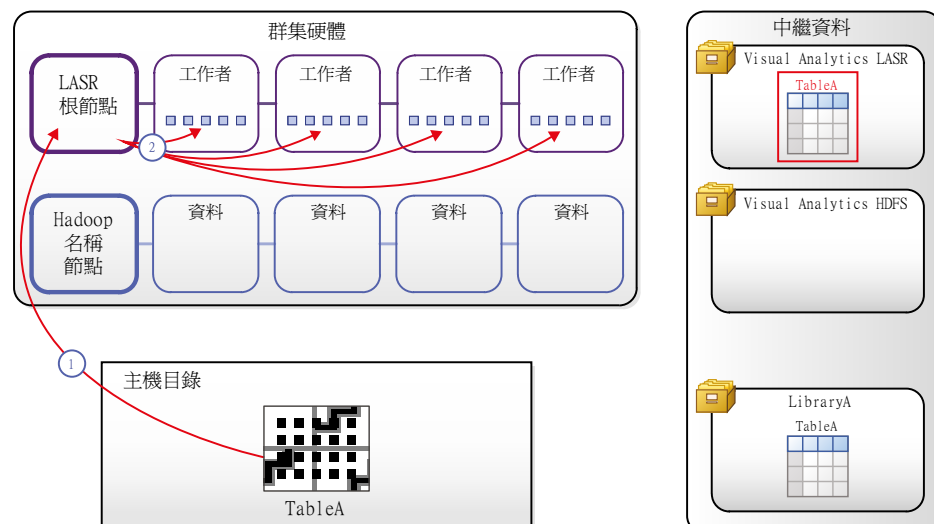 群集硬體
LASR
根節點
工作者
工作者
工作者
工作者
2
Hadoop
名稱
節點
資料
資料
資料
資料
1
主機目錄
TableA
中繼資料
Visual Analytics LASR
TableA
Visual Analytics HDFS
LibraryA
TableA